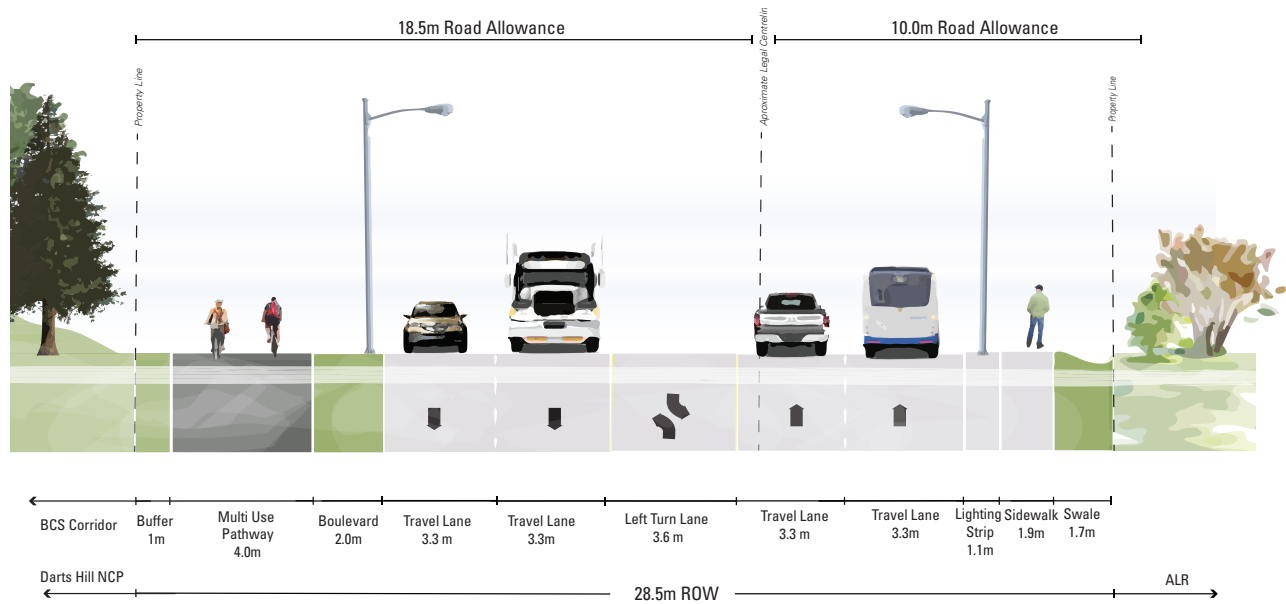 18.5m Road Allowance
10.0m Road Allowance
Property Line
Aproximate Legal Centrelin
Property Line
BCS Corridor
Buffer
1m
Multi Use
Pathway
4.0m
Boulevard
2.0m
Travel Lane
3.3 m
Travel Lane
3.3m
Left Turn Lane
3.6 m
Travel Lane
3.3 m
Travel Lane
3.3m
Lighting
Strip
1.1m
Sidewalk
1.9m
Swale
1.7m
Darts Hill NCP
28.5m ROW
ALR